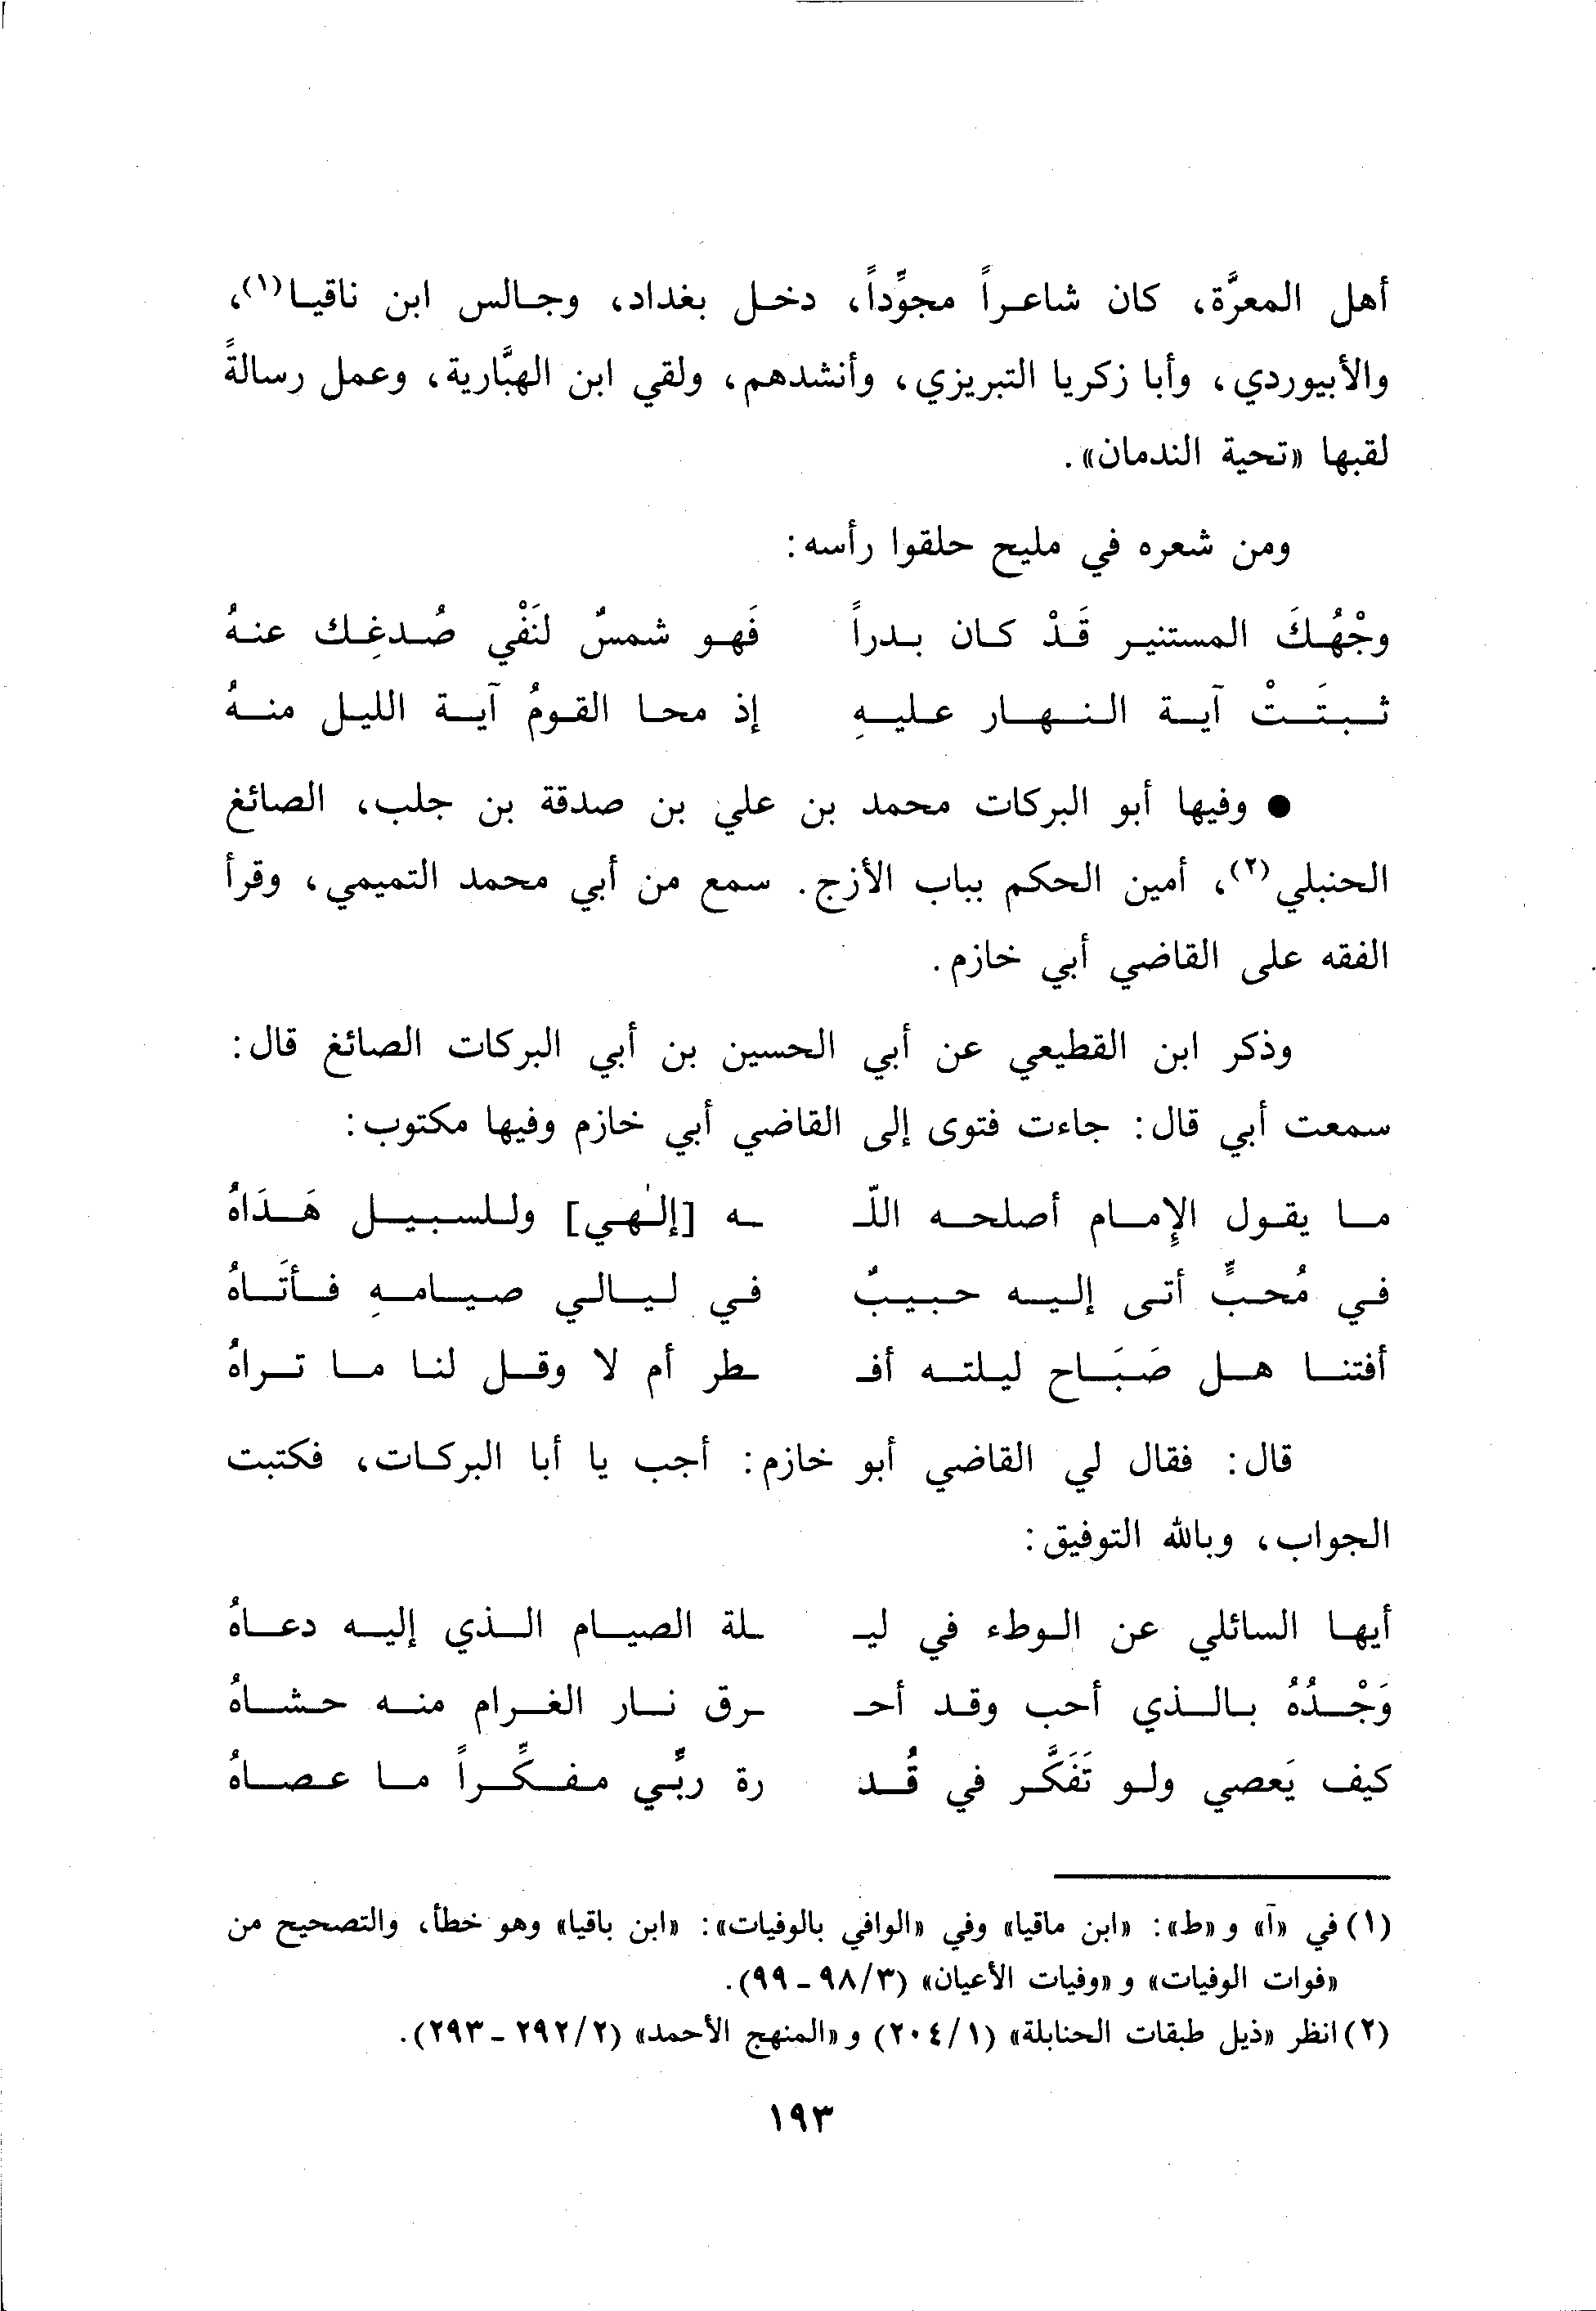 أهل المعرَّة، كان شاعراً مجوِّداً، دخل بغداد، وجالس ابن ناقيا(١)،
والأبيوردي، وأبا زكريا التبريزي، وأنشدهم، ولقي ابن الهبَّارية، وعمل رسالةً
لقبها «تحية الندمان».
ومن شعره في مليح حلقوا رأسه:
وجْهُكَ المستنير قَدْ كان بدراً فَهو شمسٌ لنَفْي صُدغِك عنهُ
ثبتَتْ آية النهار عليهِ إذ محا القومُ آية الليل منهُ
● وفيها أبو البركات محمد بن علي بن صدقة بن جلب، الصائغ
الحنبلي(٢)، أمين الحكم بباب الأزج. سمع من أبي محمد التميمي، وقرأ
الفقه على القاضي أبي خازم.
وذكر ابن القطيعي عن أبي الحسين بن أبي البركات الصائغ قال:
سمعت أبي قال: جاءت فتوى إلى القاضي أبي خازم وفيها مكتوب:
ما يقول الإِمام أصلحه اللّـ ـه [إلٰهي] وللسبيل هَدَاهُ
في مُحبٍّ أتى إليه حبيبٌ في ليالي صيامهِ فأتَاهُ
أفتنا هل صَبَاح ليلته أفـ ـطر أم لا وقل لنا ما تراهُ
قال: فقال لي القاضي أبو خازم: أجب يا أبا البركات، فكتبت
الجواب، وبالله التوفيق:
أيها السائلي عن الوطء في ليـ ـلة الصيام الذي إليه دعاهُ
وَجْدُهُ بالذي أحب وقد أحـ ـرق نار الغرام منه حشاهُ
كيف يَعصي ولو تَفَكَّر في قُد رة ربِّي مفكِّراً ما عصاهُ
(١) في «آ» و «ط»: «ابن ماقيا» وفي «الوافي بالوفيات»: «ابن باقيا» وهو خطأ، والتصحيح من
«فوات الوفيات» و «وفيات الأعيان» (٣/٩٨ - ٩٩).
(٢) انظر «ذيل طبقات الحنابلة» (١/٢٠٤) و «المنهج الأحمد» (٢/٢٩٢ - ٢٩٣).
١٩٣